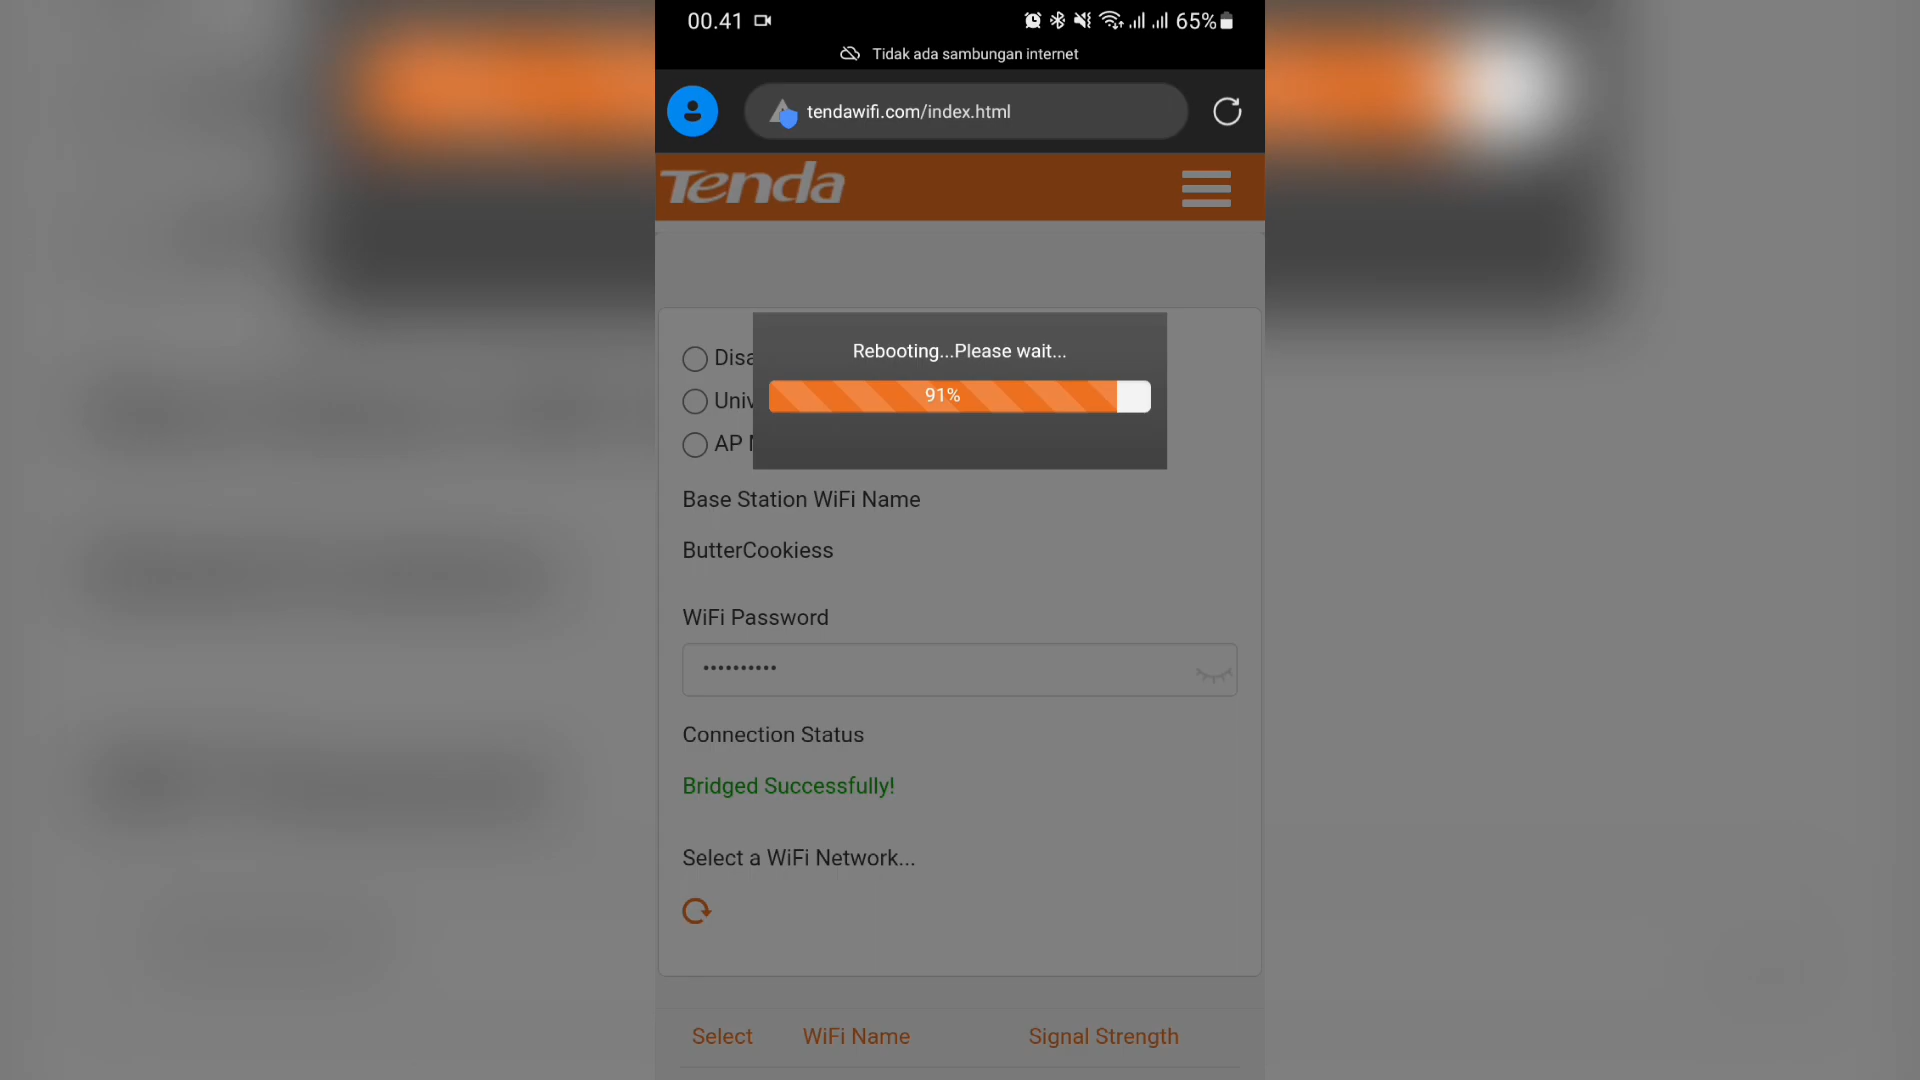 00.41
65%
Tidak ada sambungan internet
tendawifi.com/index.html
Tenda
Rebooting...Please wait...
91%
Disa
Univ
AP
Base Station WiFi Name
ButterCookiess
WiFi Password
••••••••••
Connection Status
Bridged Successfully!
Select a WiFi Network...
Select WiFi Name Signal Strength